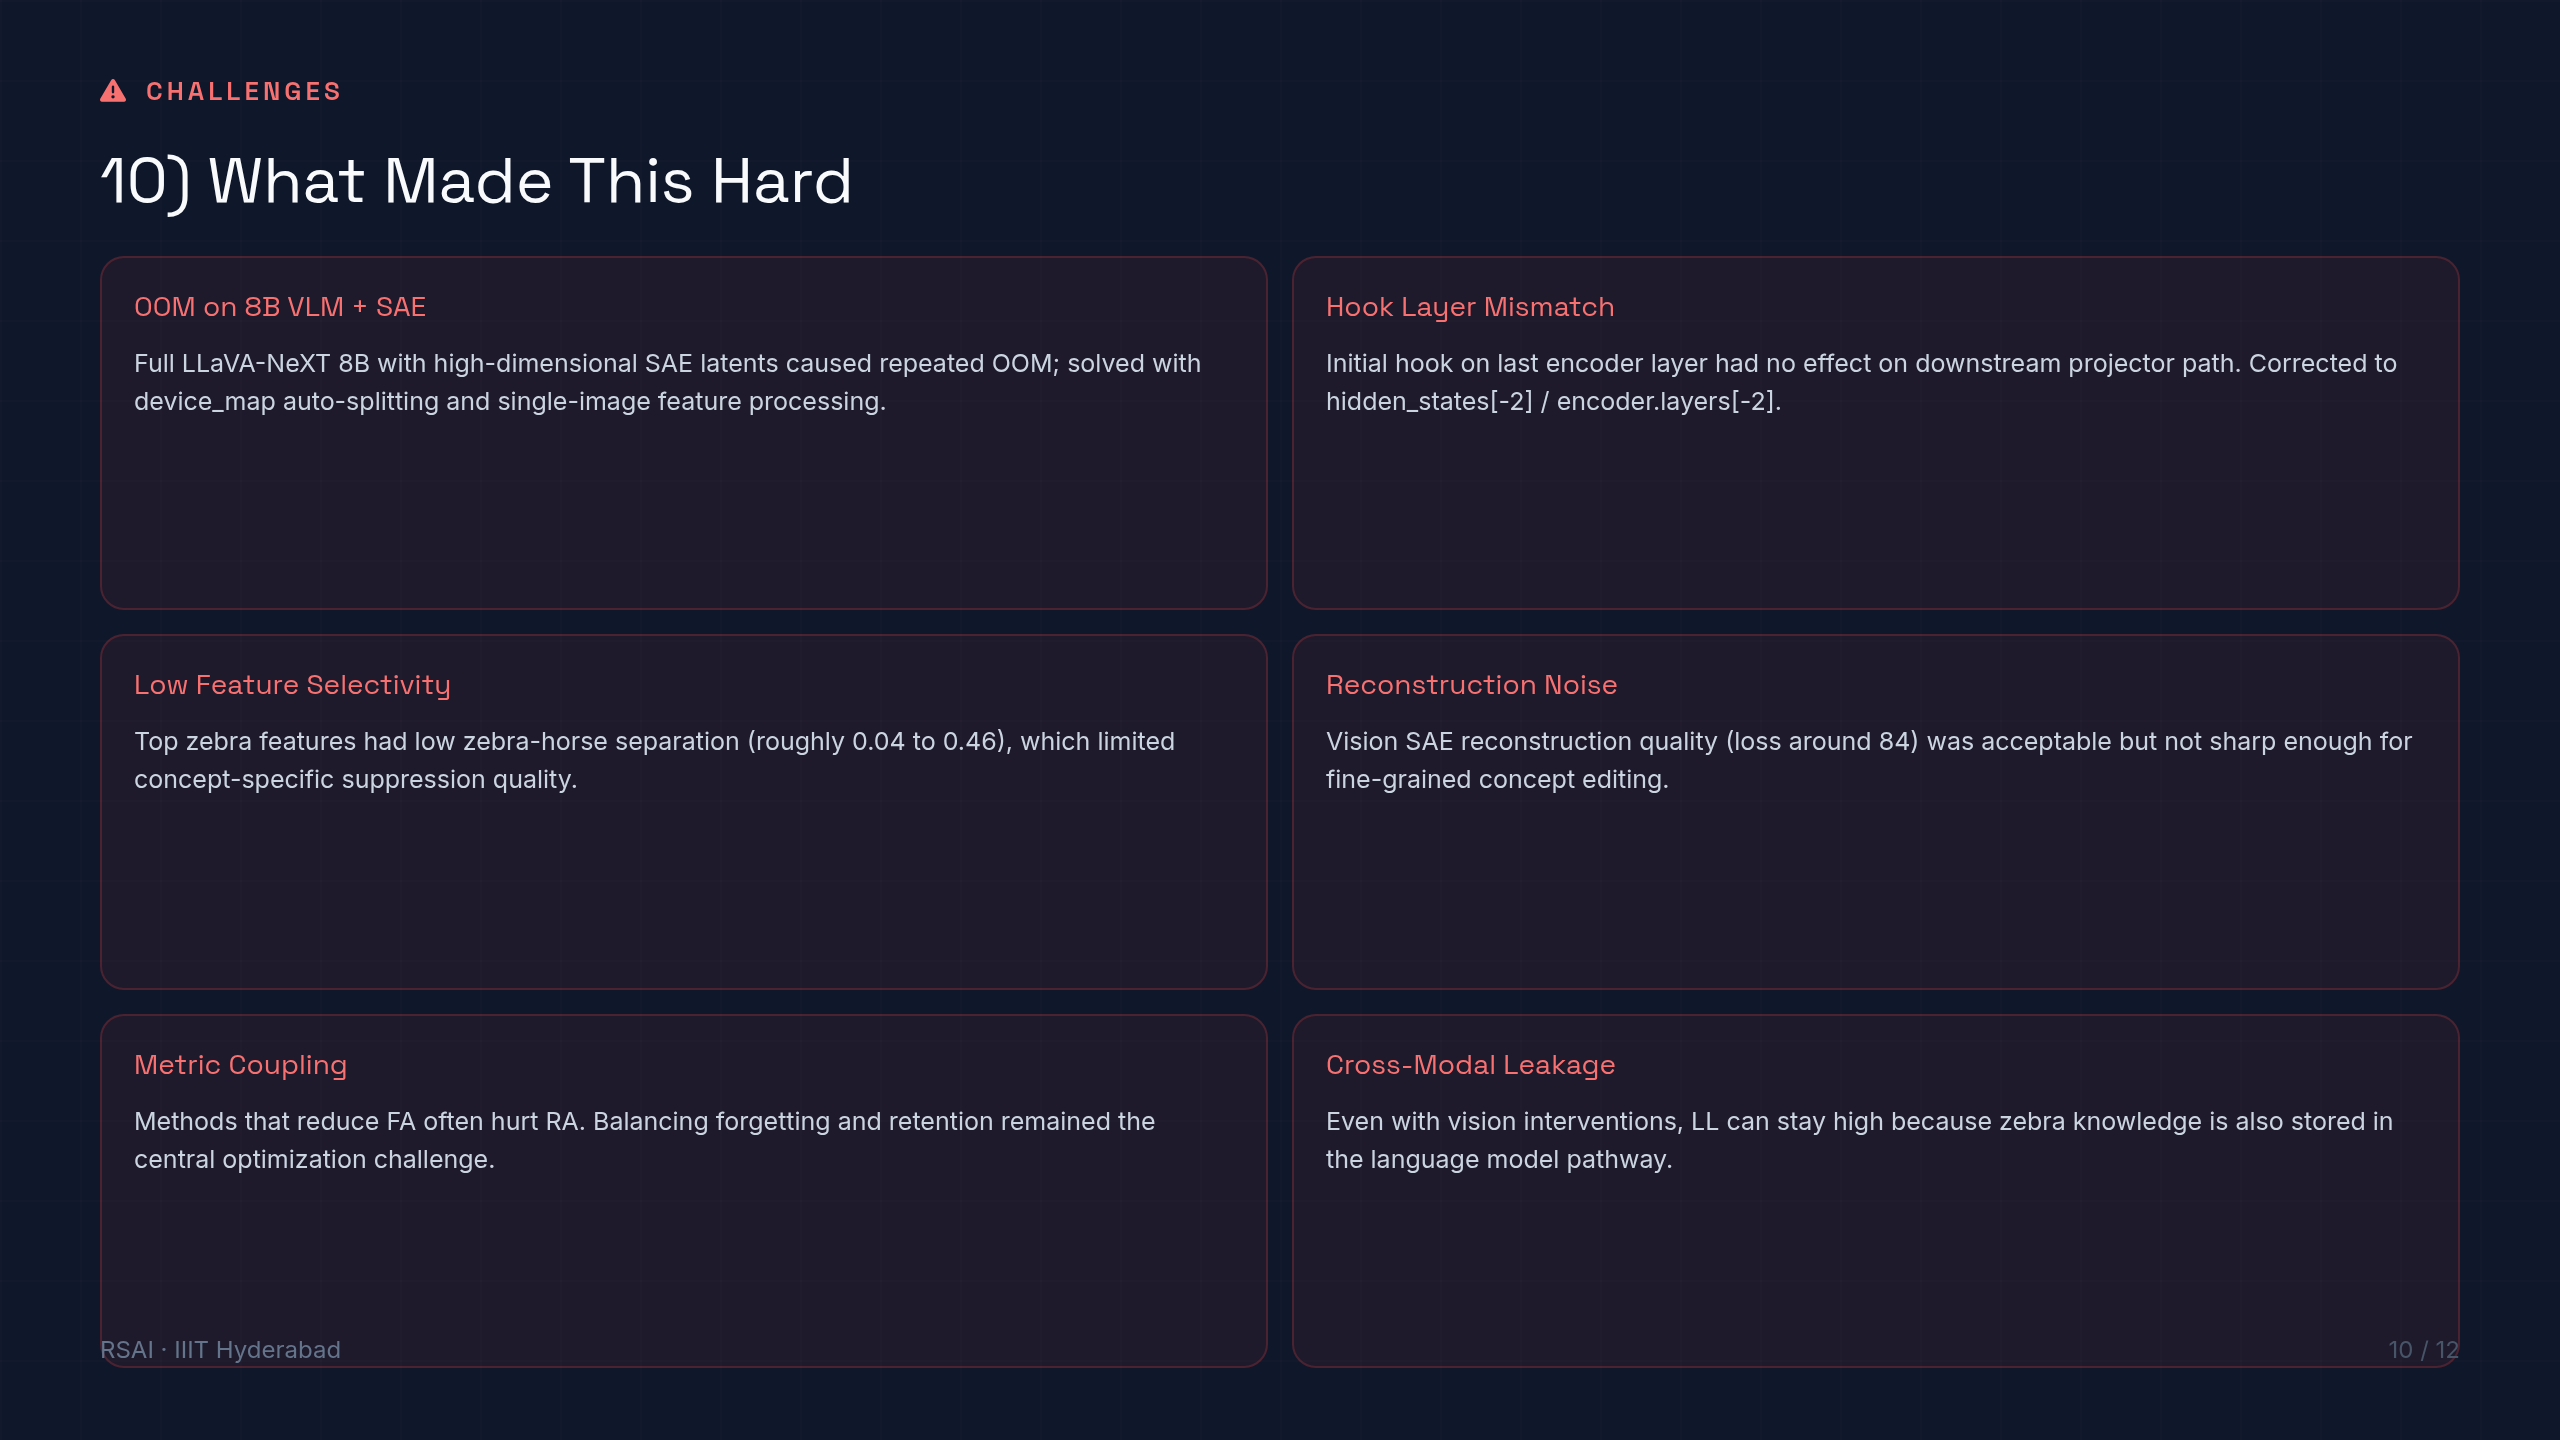 CHALLENGES
10) What Made This Hard
OOM on 8B VLM + SAE
Full LLaVA-NeXT 8B with high-dimensional SAE latents caused repeated OOM; solved with
device_map auto-splitting and single-image feature processing.
Hook Layer Mismatch
Initial hook on last encoder layer had no effect on downstream projector path. Corrected to
hidden_states[-2] / encoder.layers[-2].
Low Feature Selectivity
Top zebra features had low zebra-horse separation (roughly 0.04 to 0.46), which limited
concept-specific suppression quality.
Reconstruction Noise
Vision SAE reconstruction quality (loss around 84) was acceptable but not sharp enough for
fine-grained concept editing.
Metric Coupling
Methods that reduce FA often hurt RA. Balancing forgetting and retention remained the
central optimization challenge.
Cross-Modal Leakage
Even with vision interventions, LL can stay high because zebra knowledge is also stored in
the language model pathway.
RSAI · IIIT Hyderabad
10 / 12